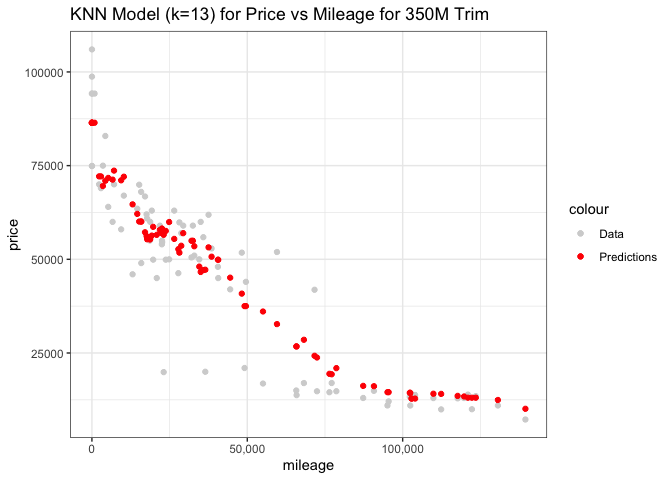 KNN Model (k=13) for Price vs Mileage for 350M Trim
100000
75000
50000
25000
price
0
50,000
100,000
mileage
colour
Data
Predictions